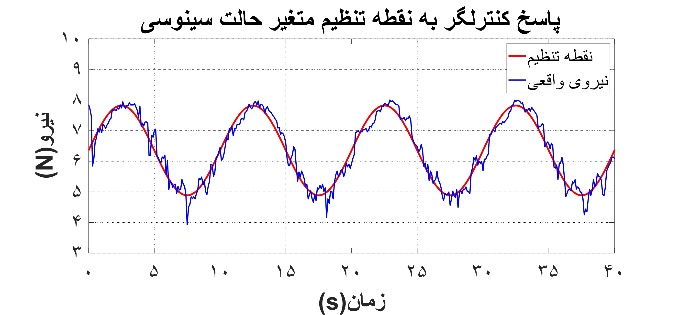 پاسخ کنترلگر به نقطه تنظیم متغیر حالت سینوسی
نقطه تنظیم
نیروی واقعی
نیرو(N)
۱۰
۹
۸
۷
۶
۵
۴
۳
۰ ۵ ۱۰ ۱۵ ۲۰ ۲۵ ۳۰ ۳۵ ۴۰
زمان(s)